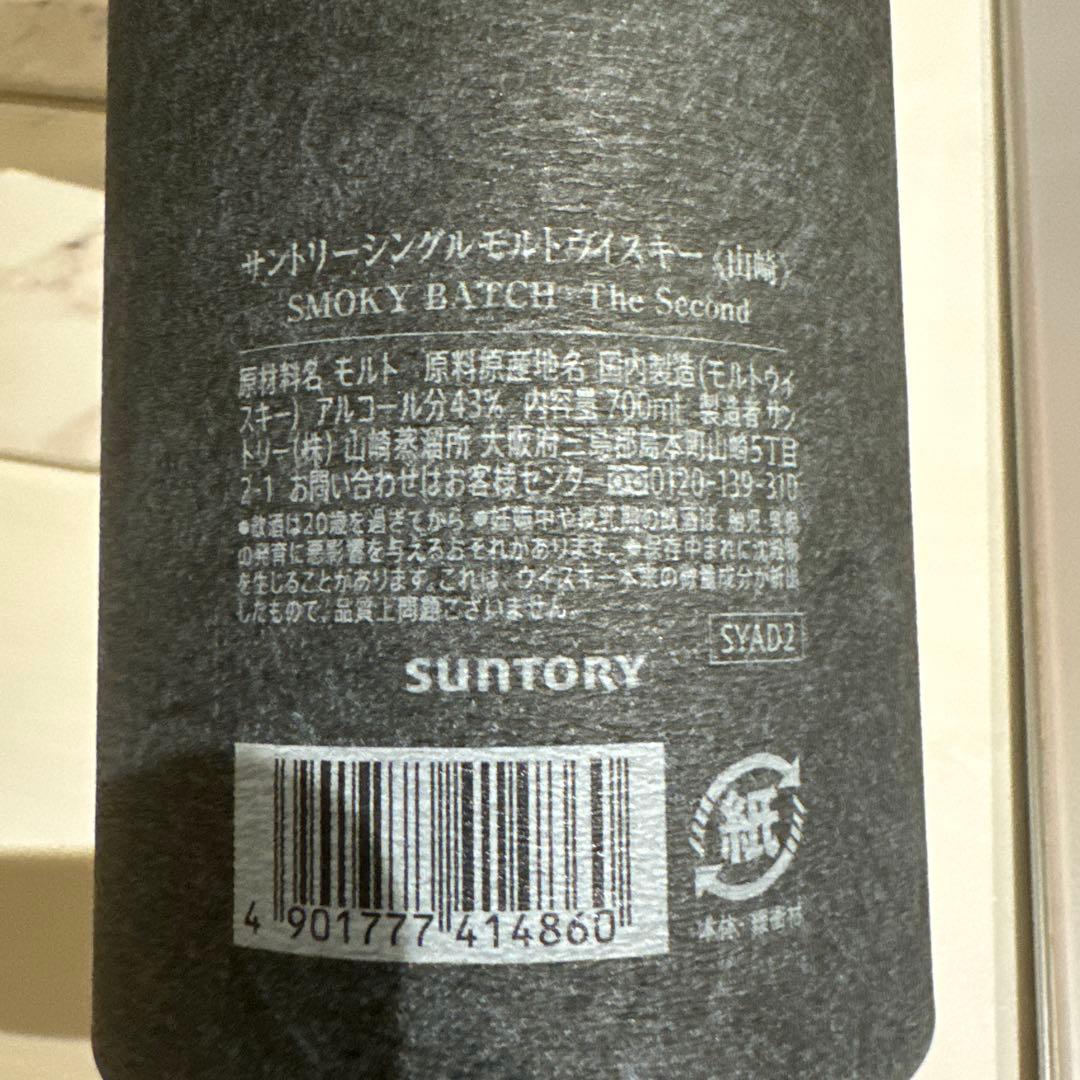 サントリーシングルモルトウイスキー《山崎》
SMOKY BATCH The Second
原材料名 モルト 原料原産地名 国内製造(モルトウイ
スキー) アルコール分43% 内容量 700ml 製造者 サン
トリー(株) 山崎蒸溜所 大阪府三島郡島本町山崎5丁目
2-1 お問い合わせはお客様センター 0120-139-310
●飲酒は20歳を過ぎてから。●妊娠中や授乳期の飲酒は、胎児・乳児
の発育に悪影響を与えるおそれがあります。●保存中まれに沈殿物
を生じることがあります。これは、ウイスキー本来の貯蔵成分が析出
したもので、品質上問題ございません。
SYAD2
SUNTORY
4 901777 414860
紙
本体・緩衝材